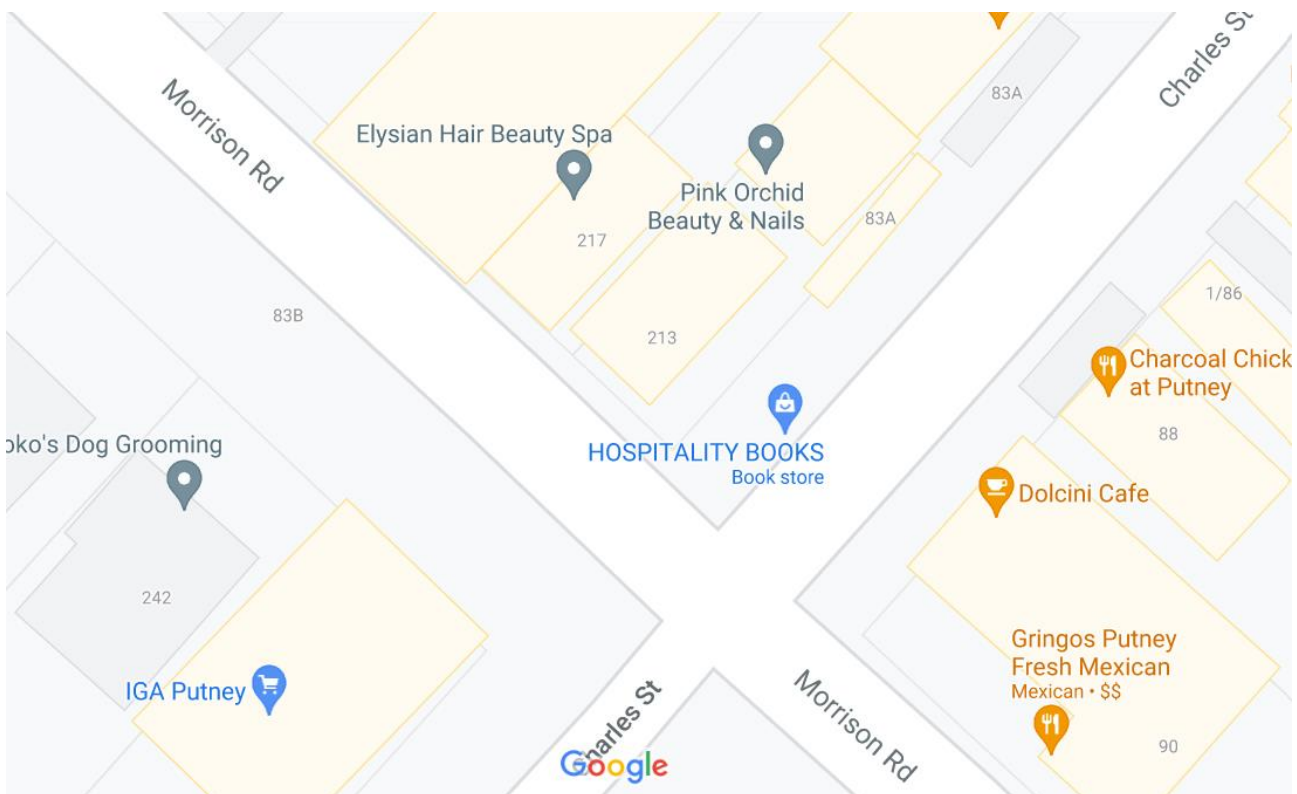 Charles St
Morrison Rd
83A
Elysian Hair Beauty Spa
Pink Orchid
Beauty & Nails
83A
217
1/86
83B
213
Charcoal Chick
at Putney
HOSPITALITY BOOKS
Book store
88
oko's Dog Grooming
Dolcini Cafe
242
Gringos Putney
Fresh Mexican
Mexican • $$
IGA Putney
Charles St
Morrison Rd
90
Google